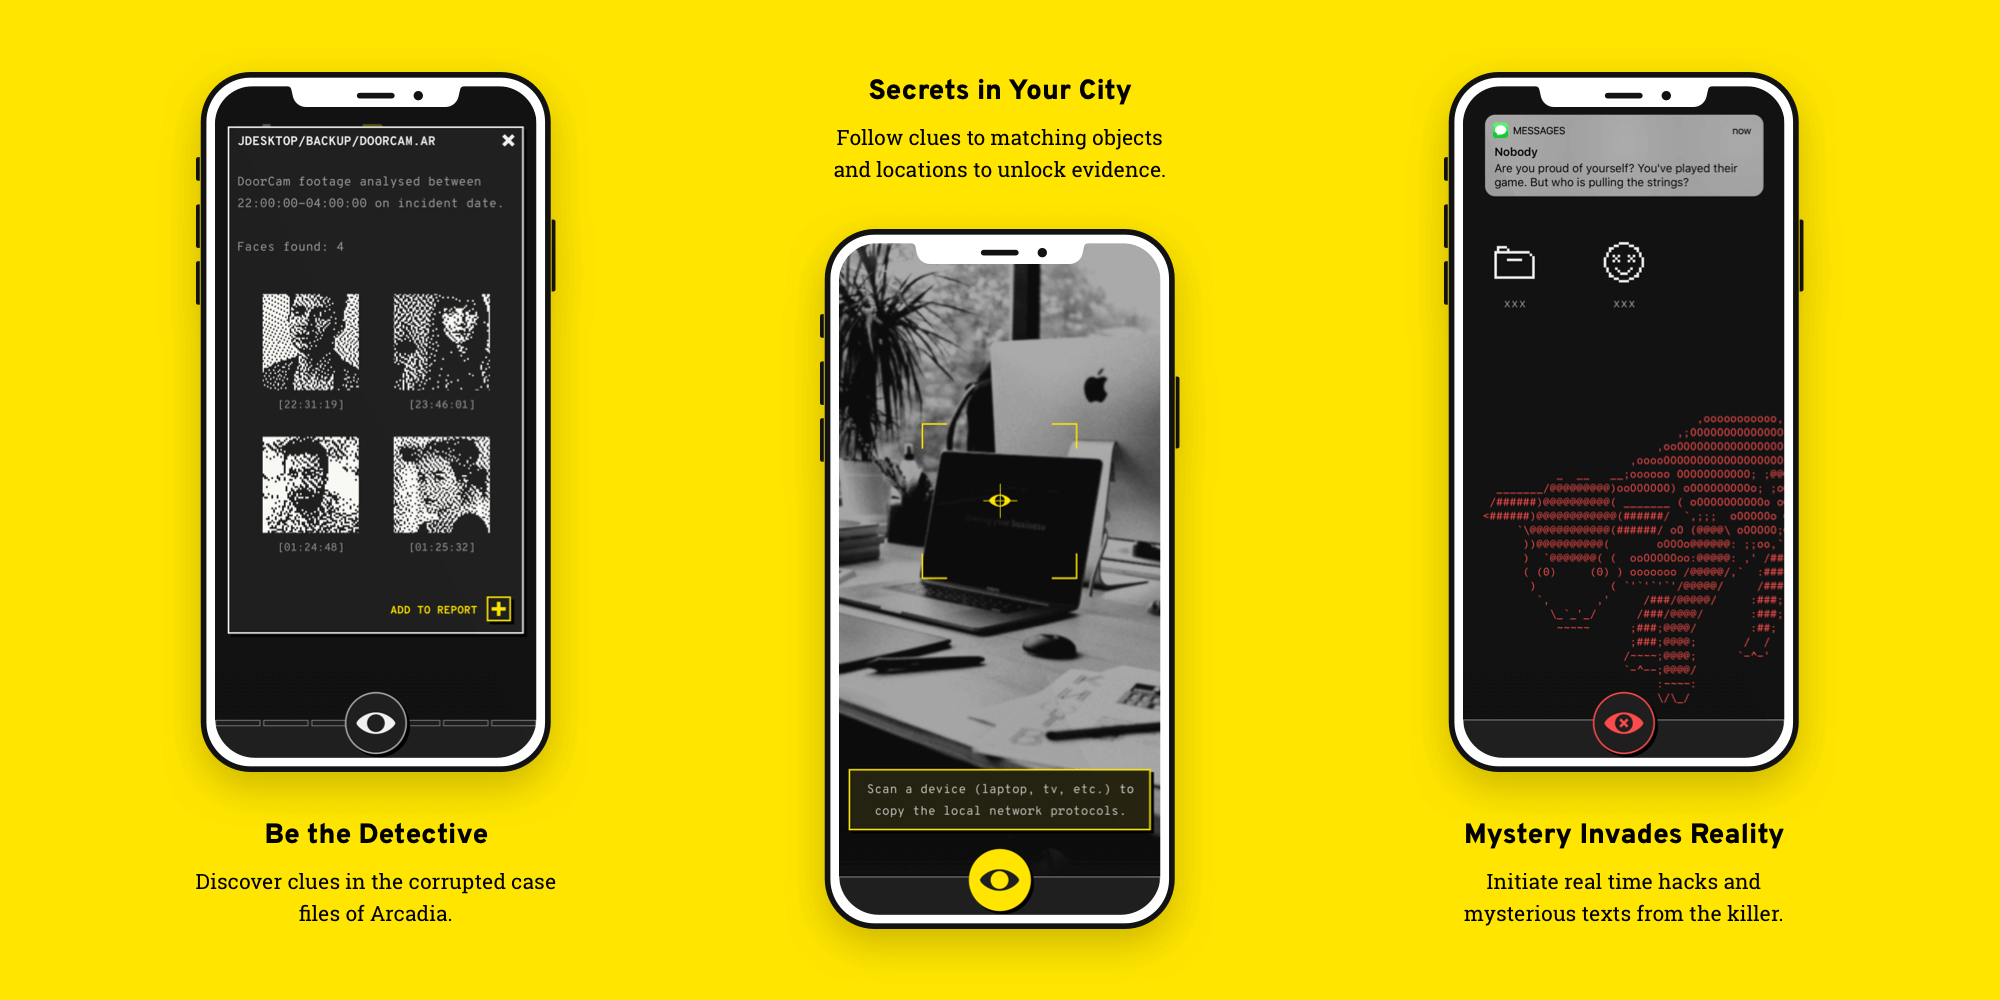 JDESKTOP/BACKUP/DOORCAM.AR
DoorCam footage analysed between
22:00:00-04:00:00 on incident date.
Faces found: 4
[22:31:19]
[23:46:01]
[01:24:48]
[01:25:32]
ADD TO REPORT
Be the Detective
Discover clues in the corrupted case
files of Arcadia.
Secrets in Your City
Follow clues to matching objects
and locations to unlock evidence.
Scan a device (laptop, tv, etc.) to
copy the local network protocols.
MESSAGES
now
Nobody
Are you proud of yourself? You've played their
game. But who is pulling the strings?
xxx
xxx
Mystery Invades Reality
Initiate real time hacks and
mysterious texts from the killer.